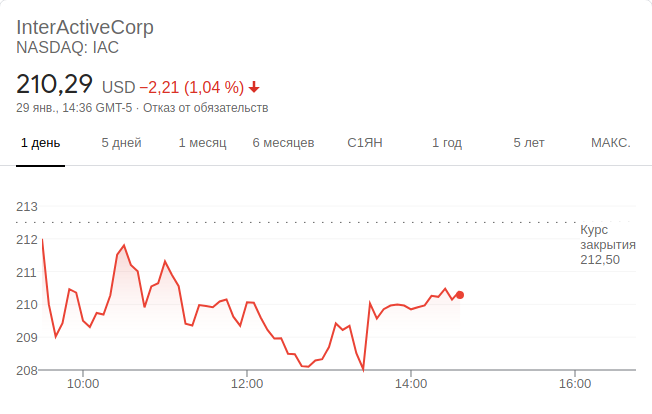 InterActiveCorp
NASDAQ: IAC
210,29 USD −2,21 (1,04 %)
29 янв., 14:36 GMT-5 · Отказ от обязательств
1 день 5 дней 1 месяц 6 месяцев С1ЯН 1 год 5 лет МАКС.
213
212
211
210
209
208
Курс
закрытия
212,50
10:00 12:00 14:00 16:00